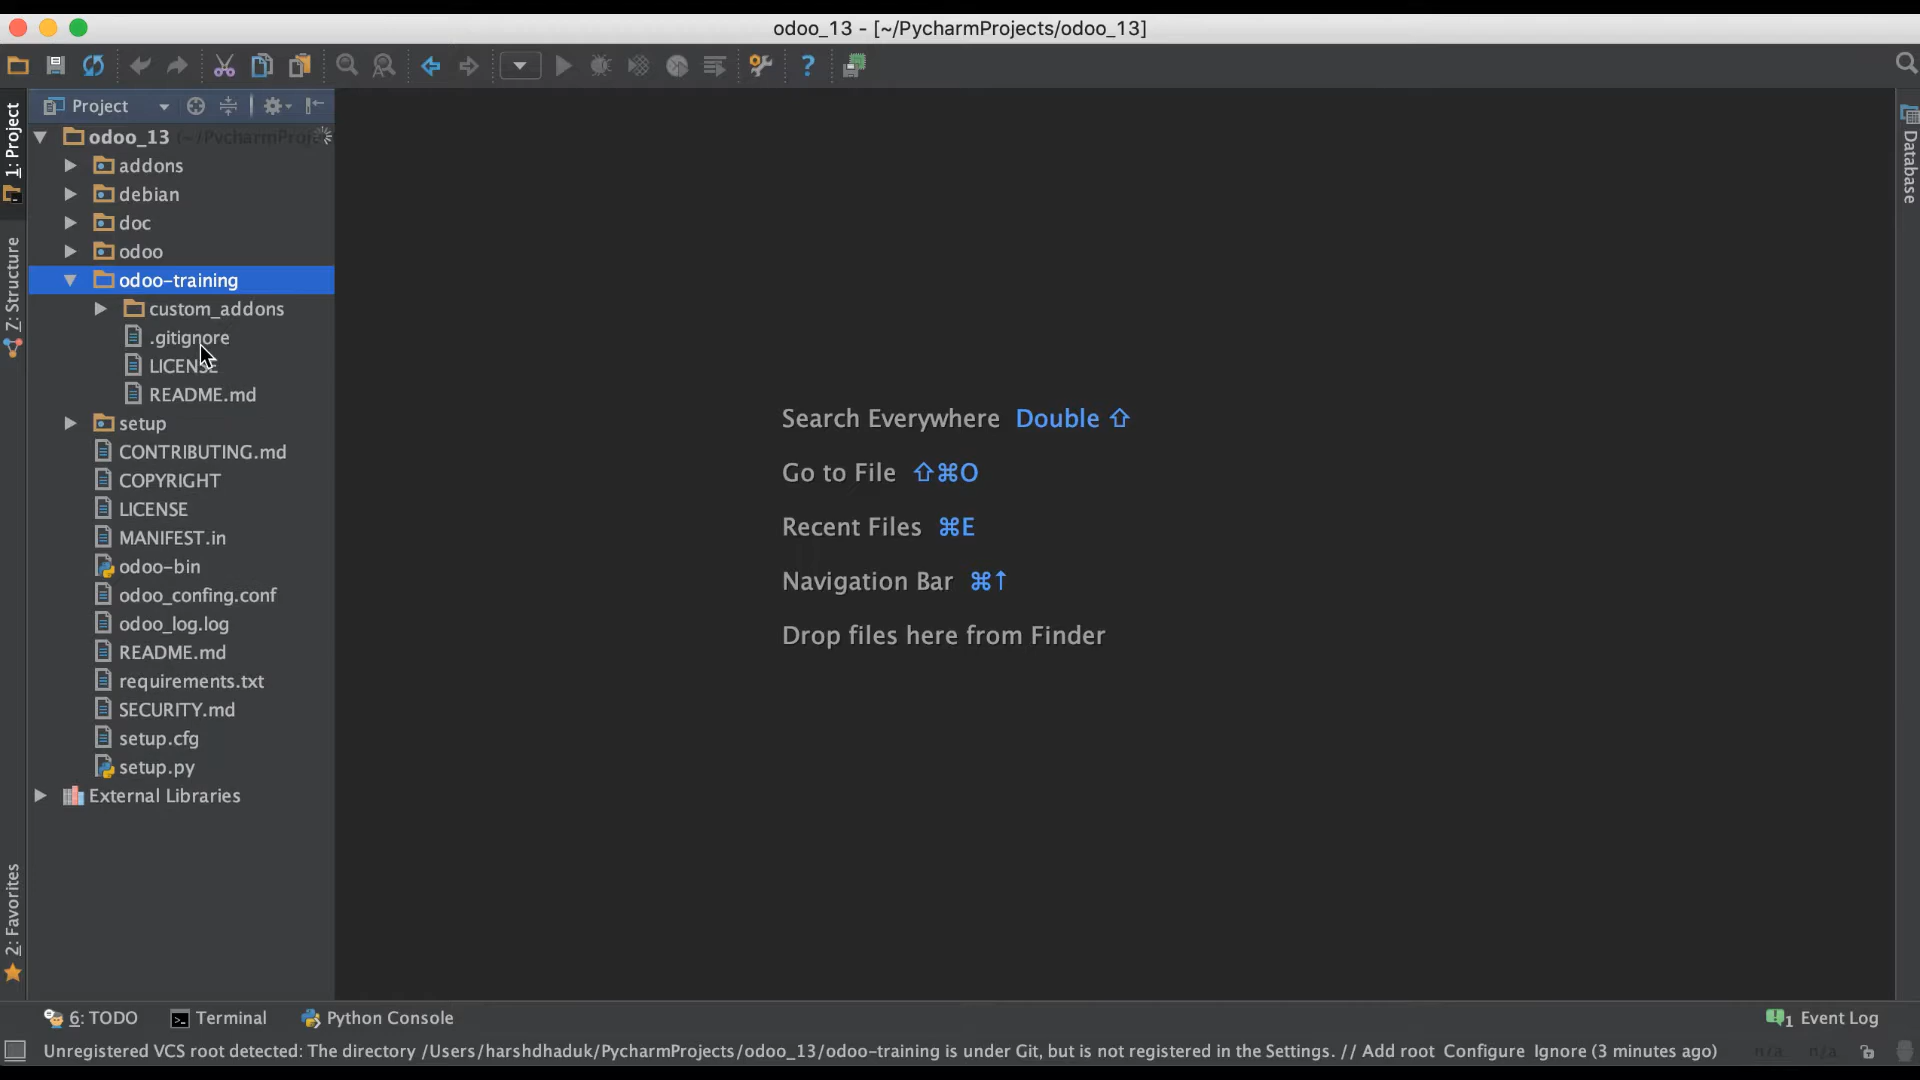 odoo_13 - [~/PycharmProjects/odoo_13]
Project
odoo_13 (~/PycharmProj
addons
debian
doc
odoo
odoo-training
custom_addons
.gitignore
LICENSE
README.md
setup
CONTRIBUTING.md
COPYRIGHT
LICENSE
MANIFEST.in
odoo-bin
odoo_confing.conf
odoo_log.log
README.md
requirements.txt
SECURITY.md
setup.cfg
setup.py
External Libraries
1: Project
7: Structure
2: Favorites
Search Everywhere Double ⇧
Go to File ⇧⌘O
Recent Files ⌘E
Navigation Bar ⌘↑
Drop files here from Finder
Database
6: TODO
Terminal
Python Console
1 Event Log
Unregistered VCS root detected: The directory /Users/harshdhaduk/PycharmProjects/odoo_13/odoo-training is under Git, but is not registered in the Settings. // Add root Configure Ignore (3 minutes ago)
n/a n/a